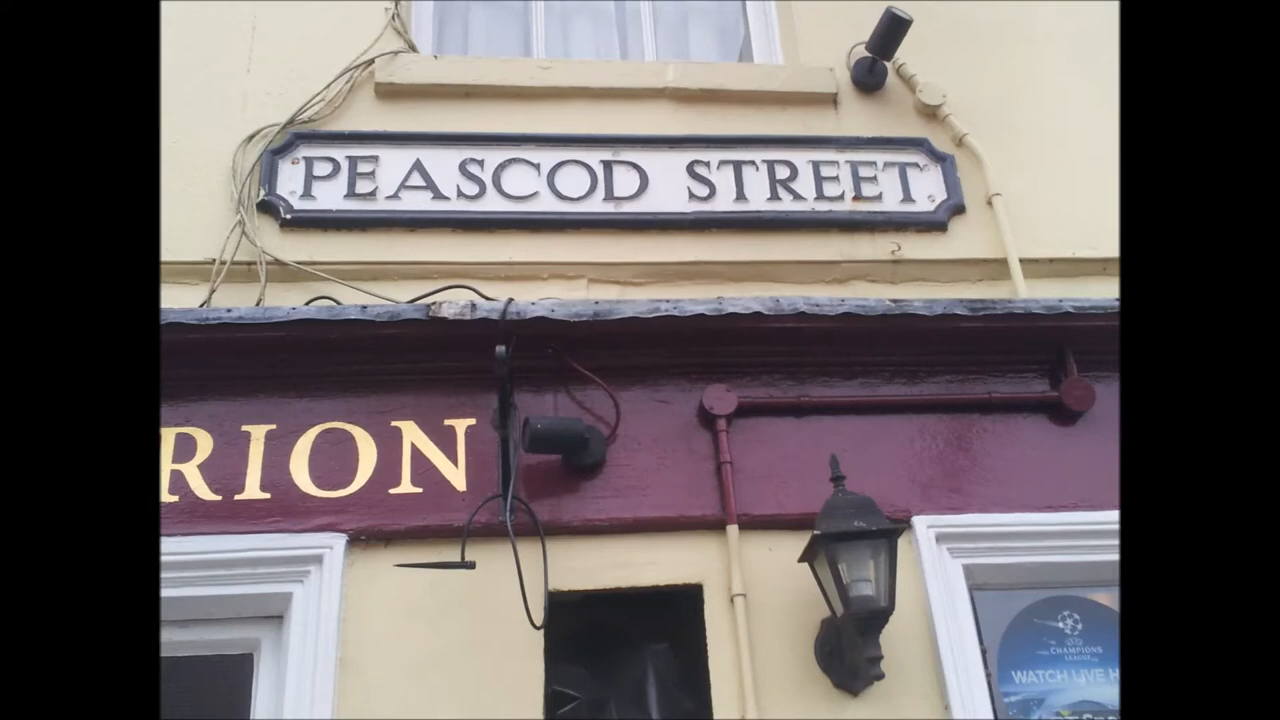 PEASCOD STREET
RION
CHAMPIONS
LEAGUE
WATCH LIVE H